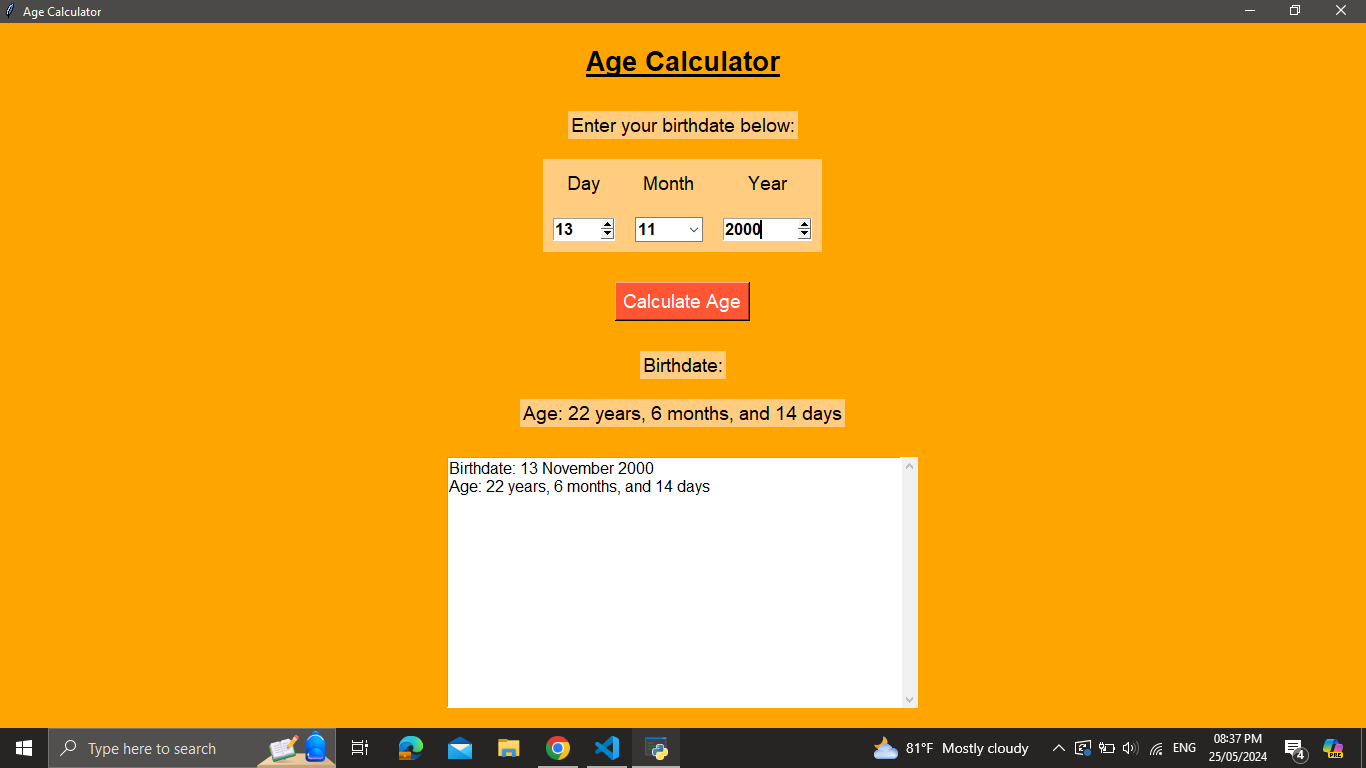 Age Calculator
Age Calculator
Enter your birthdate below:
Day Month Year
13 11 2000
Calculate Age
Birthdate:
Age: 22 years, 6 months, and 14 days
Birthdate: 13 November 2000
Age: 22 years, 6 months, and 14 days
Type here to search
81°F Mostly cloudy
ENG
08:37 PM
25/05/2024
4
PRE